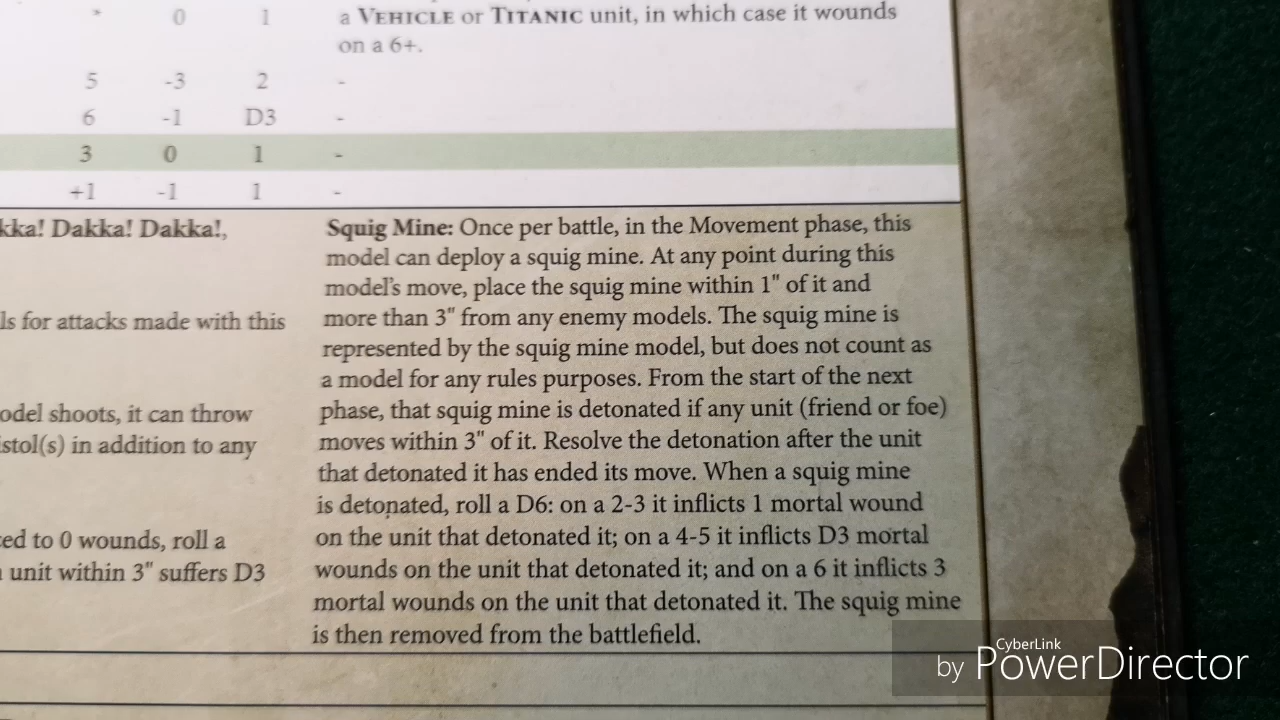 * 0 1 a VEHICLE or TITANIC unit, in which case it wounds
on a 6+.
5 -3 2 -
6 -1 D3 -
3 0 1 -
+1 -1 1 -
kka! Dakka! Dakka!,
ls for attacks made with this
odel shoots, it can throw
stol(s) in addition to any
ed to 0 wounds, roll a
unit within 3" suffers D3
Squig Mine: Once per battle, in the Movement phase, this
model can deploy a squig mine. At any point during this
model's move, place the squig mine within 1" of it and
more than 3" from any enemy models. The squig mine is
represented by the squig mine model, but does not count as
a model for any rules purposes. From the start of the next
phase, that squig mine is detonated if any unit (friend or foe)
moves within 3" of it. Resolve the detonation after the unit
that detonated it has ended its move. When a squig mine
is detonated, roll a D6: on a 2-3 it inflicts 1 mortal wound
on the unit that detonated it; on a 4-5 it inflicts D3 mortal
wounds on the unit that detonated it; and on a 6 it inflicts 3
mortal wounds on the unit that detonated it. The squig mine
is then removed from the battlefield.
CyberLink
by PowerDirector